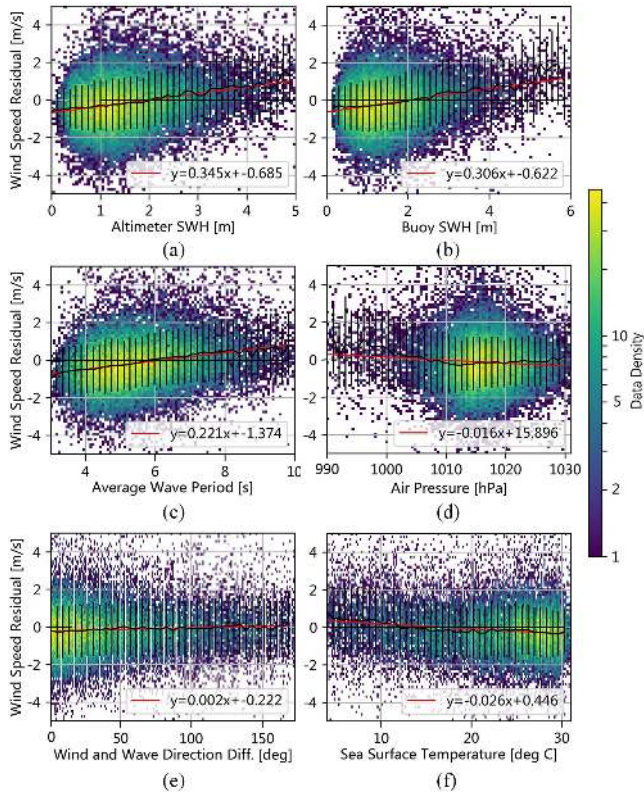 Wind Speed Residual [m/s]
4
2
0
-2
-4
y=0.345x+-0.685
0 1 2 3 4 5
Altimeter SWH [m]
(a)
4
2
0
-2
-4
y=0.306x+-0.622
0 2 4 6
Buoy SWH [m]
(b)
Wind Speed Residual [m/s]
4
2
0
-2
-4
y=0.221x+-1.374
4 6 8 10
Average Wave Period [s]
(c)
4
2
0
-2
-4
y=-0.016x+15.896
990 1000 1010 1020 1030
Air Pressure [hPa]
(d)
10
5
2
1
Data Density
Wind Speed Residual [m/s]
4
2
0
-2
-4
y=0.002x+-0.222
0 50 100 150
Wind and Wave Direction Diff. [deg]
(e)
4
2
0
-2
-4
y=-0.026x+0.446
10 20 30
Sea Surface Temperature [deg C]
(f)